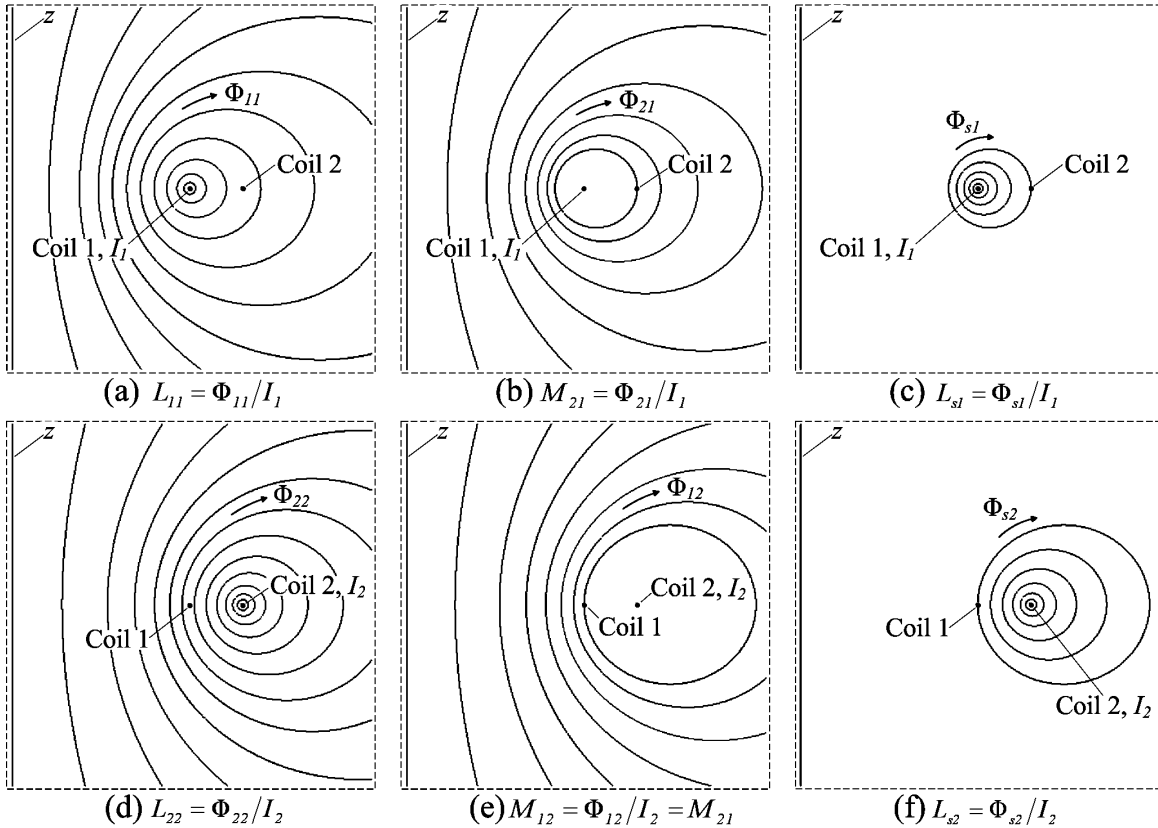 z
Φ11
Coil 2
Coil 1, I1
(a) L11 = Φ11/I1
z
Φ21
Coil 2
Coil 1, I1
(b) M21 = Φ21/I1
z
Φs1
Coil 2
Coil 1, I1
(c) Ls1 = Φs1/I1
z
Φ22
Coil 2, I2
Coil 1
(d) L22 = Φ22/I2
z
Φ12
Coil 2, I2
Coil 1
(e) M12 = Φ12/I2 = M21
z
Φs2
Coil 1
Coil 2, I2
(f) Ls2 = Φs2/I2